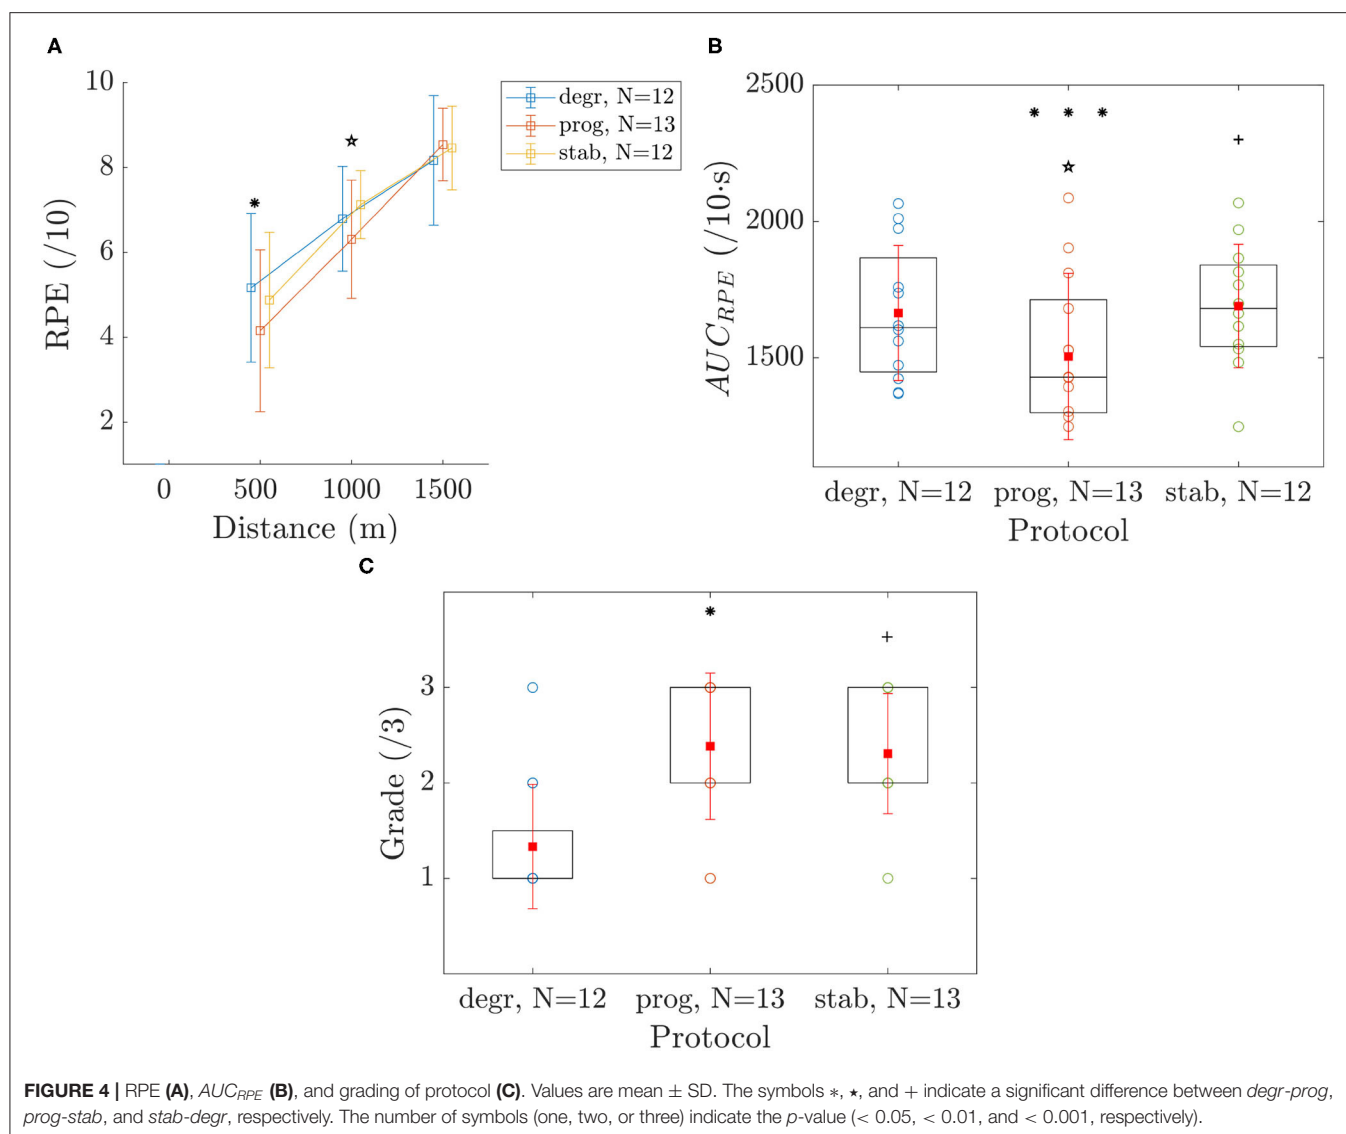 A
10
8
6
4
2
RPE (/10)
0 500 1000 1500
Distance (m)
degr, N=12
prog, N=13
stab, N=12
*
☆
B
2500
2000
1500
AUC_RPE (/10·s)
* * *
☆
+
degr, N=12 prog, N=13 stab, N=12
Protocol
C
3
2
1
Grade (/3)
*
+
degr, N=12 prog, N=13 stab, N=13
Protocol
FIGURE 4 | RPE (A), AUC_RPE (B), and grading of protocol (C). Values are mean ± SD. The symbols ∗, ⋆, and + indicate a significant difference between degr-prog,
prog-stab, and stab-degr, respectively. The number of symbols (one, two, or three) indicate the p-value (< 0.05, < 0.01, and < 0.001, respectively).